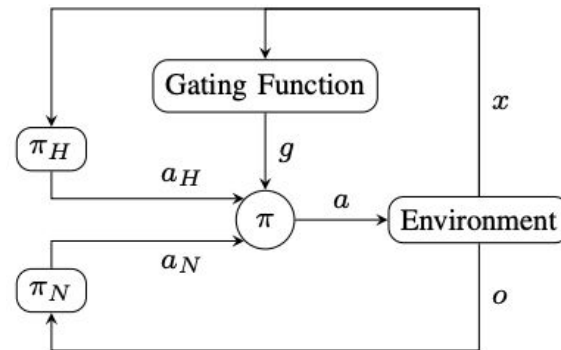 Gating Function
x
π_H
g
a_H
π
a
Environment
a_N
π_N
o